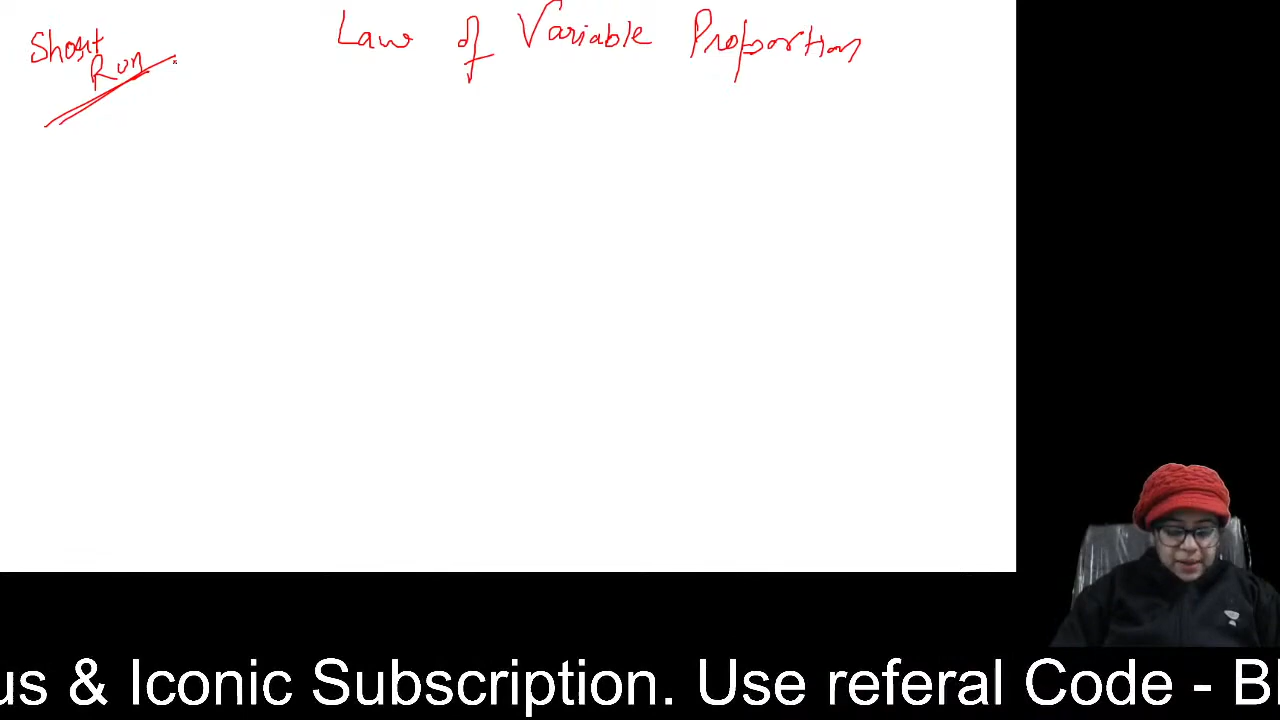 Law of Variable Proportion
Short
Run
us & Iconic Subscription. Use referal Code - B